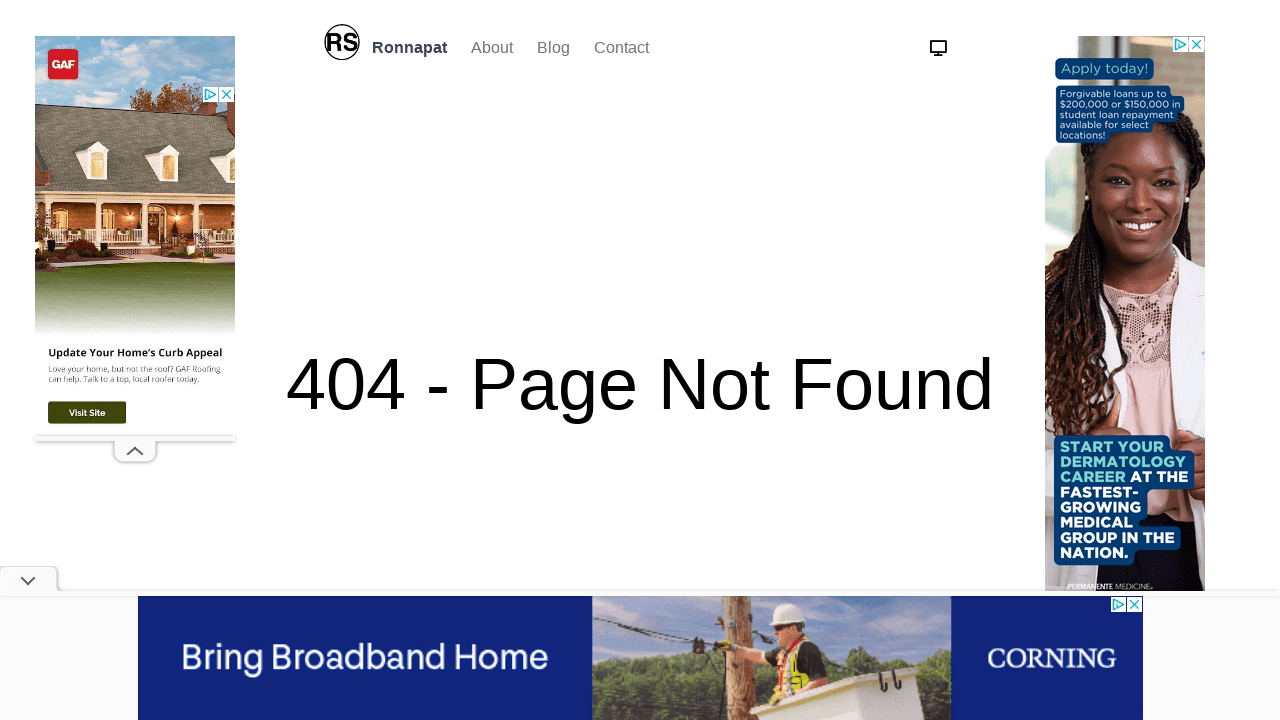 RS Ronnapat About Blog Contact
GAF
Update Your Home's Curb Appeal
Love your home, but not the roof? GAF Roofing
can help. Talk to a top, local roofer today.
Visit Site
404 - Page Not Found
Apply today!
Forgivable loans up to
$200,000 or $150,000 in
student loan repayment
available for select
locations!
START YOUR
DERMATOLOGY
CAREER AT THE
FASTEST-
GROWING
MEDICAL
GROUP IN THE
NATION.
PERMANENTE MEDICINE®
Bring Broadband Home
CORNING